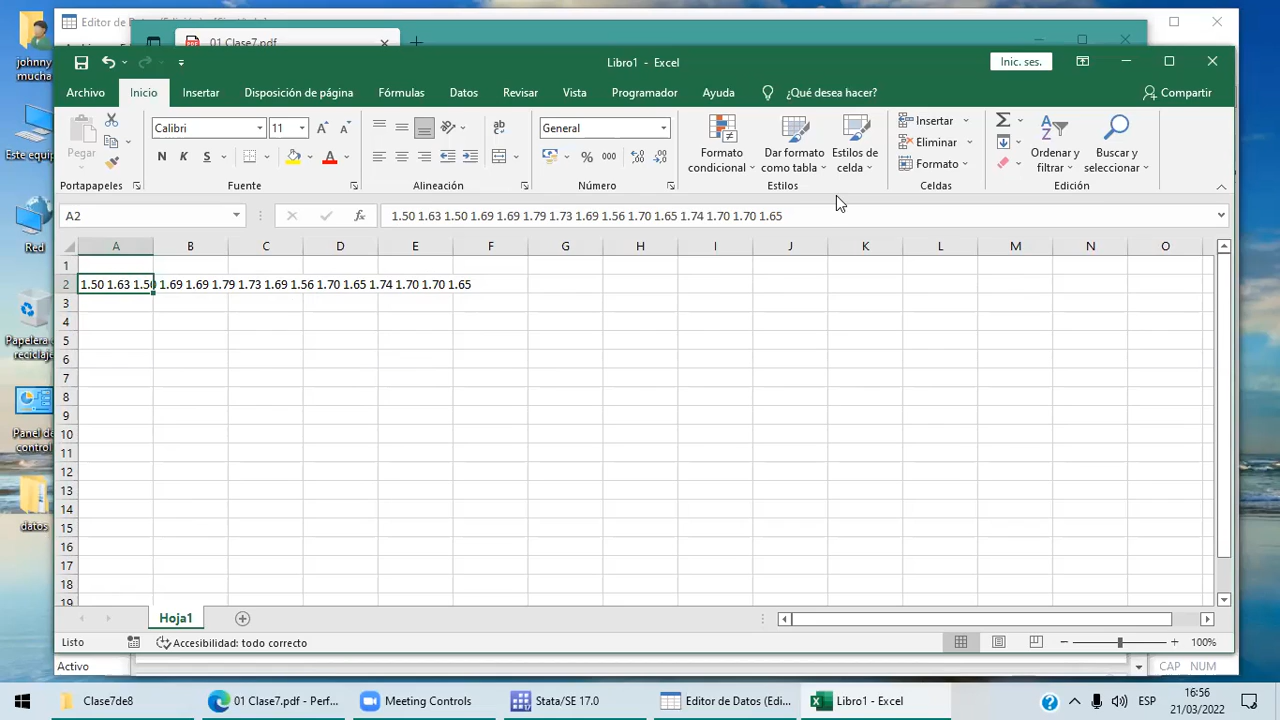 Editor de Datos (Edición)
01 Clase7.pdf
Libro1 - Excel
Inic. ses.
Archivo
Inicio
Insertar
Disposición de página
Fórmulas
Datos
Revisar
Vista
Programador
Ayuda
¿Qué desea hacer?
Compartir
Pegar
Portapapeles
Calibri
11
N K S
Fuente
Alineación
General
% 000
Número
Formato condicional
Dar formato como tabla
Estilos de celda
Estilos
Insertar
Eliminar
Formato
Celdas
Ordenar y filtrar
Buscar y seleccionar
Edición
A2
fx
1.50 1.63 1.50 1.69 1.69 1.79 1.73 1.69 1.56 1.70 1.65 1.74 1.70 1.70 1.65
A B C D E F G H I J K L M N O
1
2 1.50 1.63 1.50 1.69 1.69 1.79 1.73 1.69 1.56 1.70 1.65 1.74 1.70 1.70 1.65
3
4
5
6
7
8
9
10
11
12
13
14
15
16
17
18
19
Hoja1
Listo
Accesibilidad: todo correcto
100%
Activo
CAP NUM
johnny
mucha
Este equip
Red
Papelera
reciclaje
Panel de
control
datos
Clase7ds8
01 Clase7.pdf - Perf...
Meeting Controls
Stata/SE 17.0
Editor de Datos (Edi...
Libro1 - Excel
ESP
16:56
21/03/2022